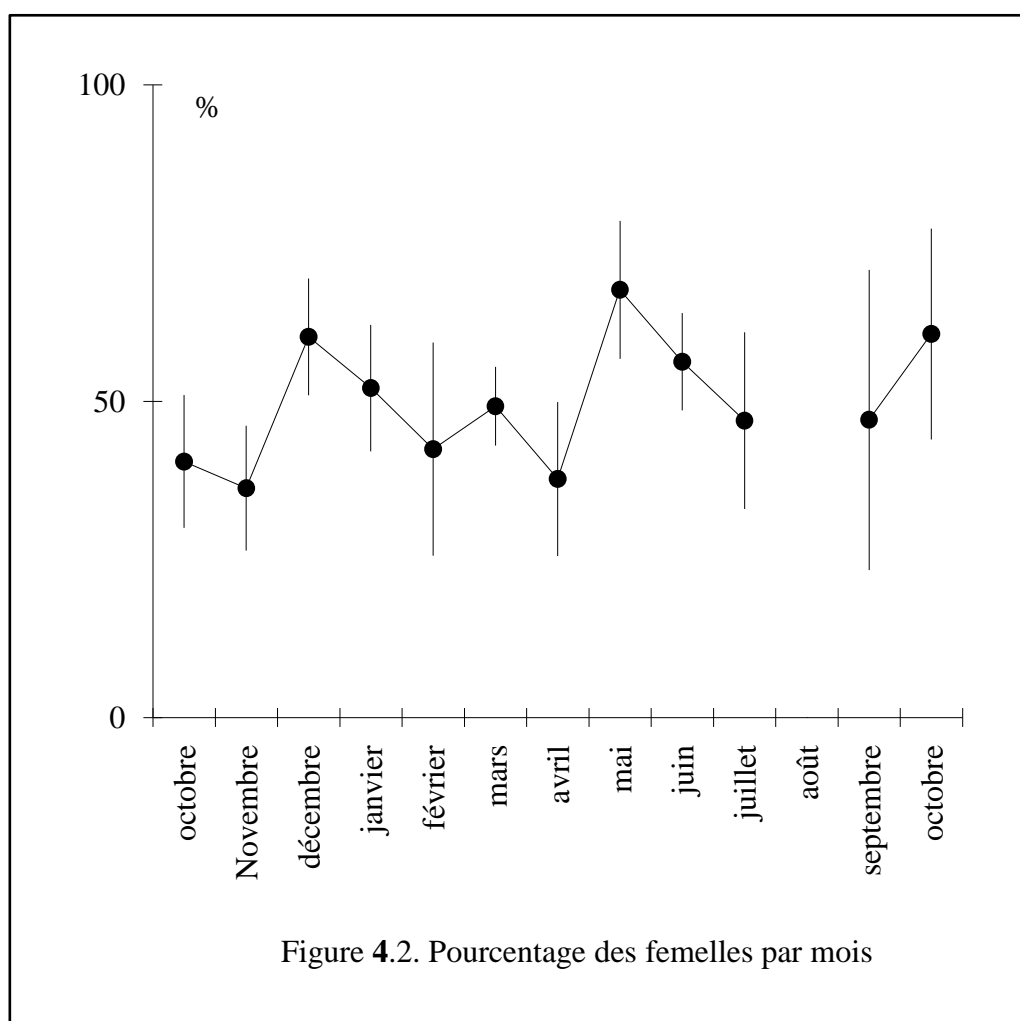 100
%
50
0
octobre
Novembre
décembre
janvier
février
mars
avril
mai
juin
juillet
août
septembre
octobre
Figure 4.2. Pourcentage des femelles par mois